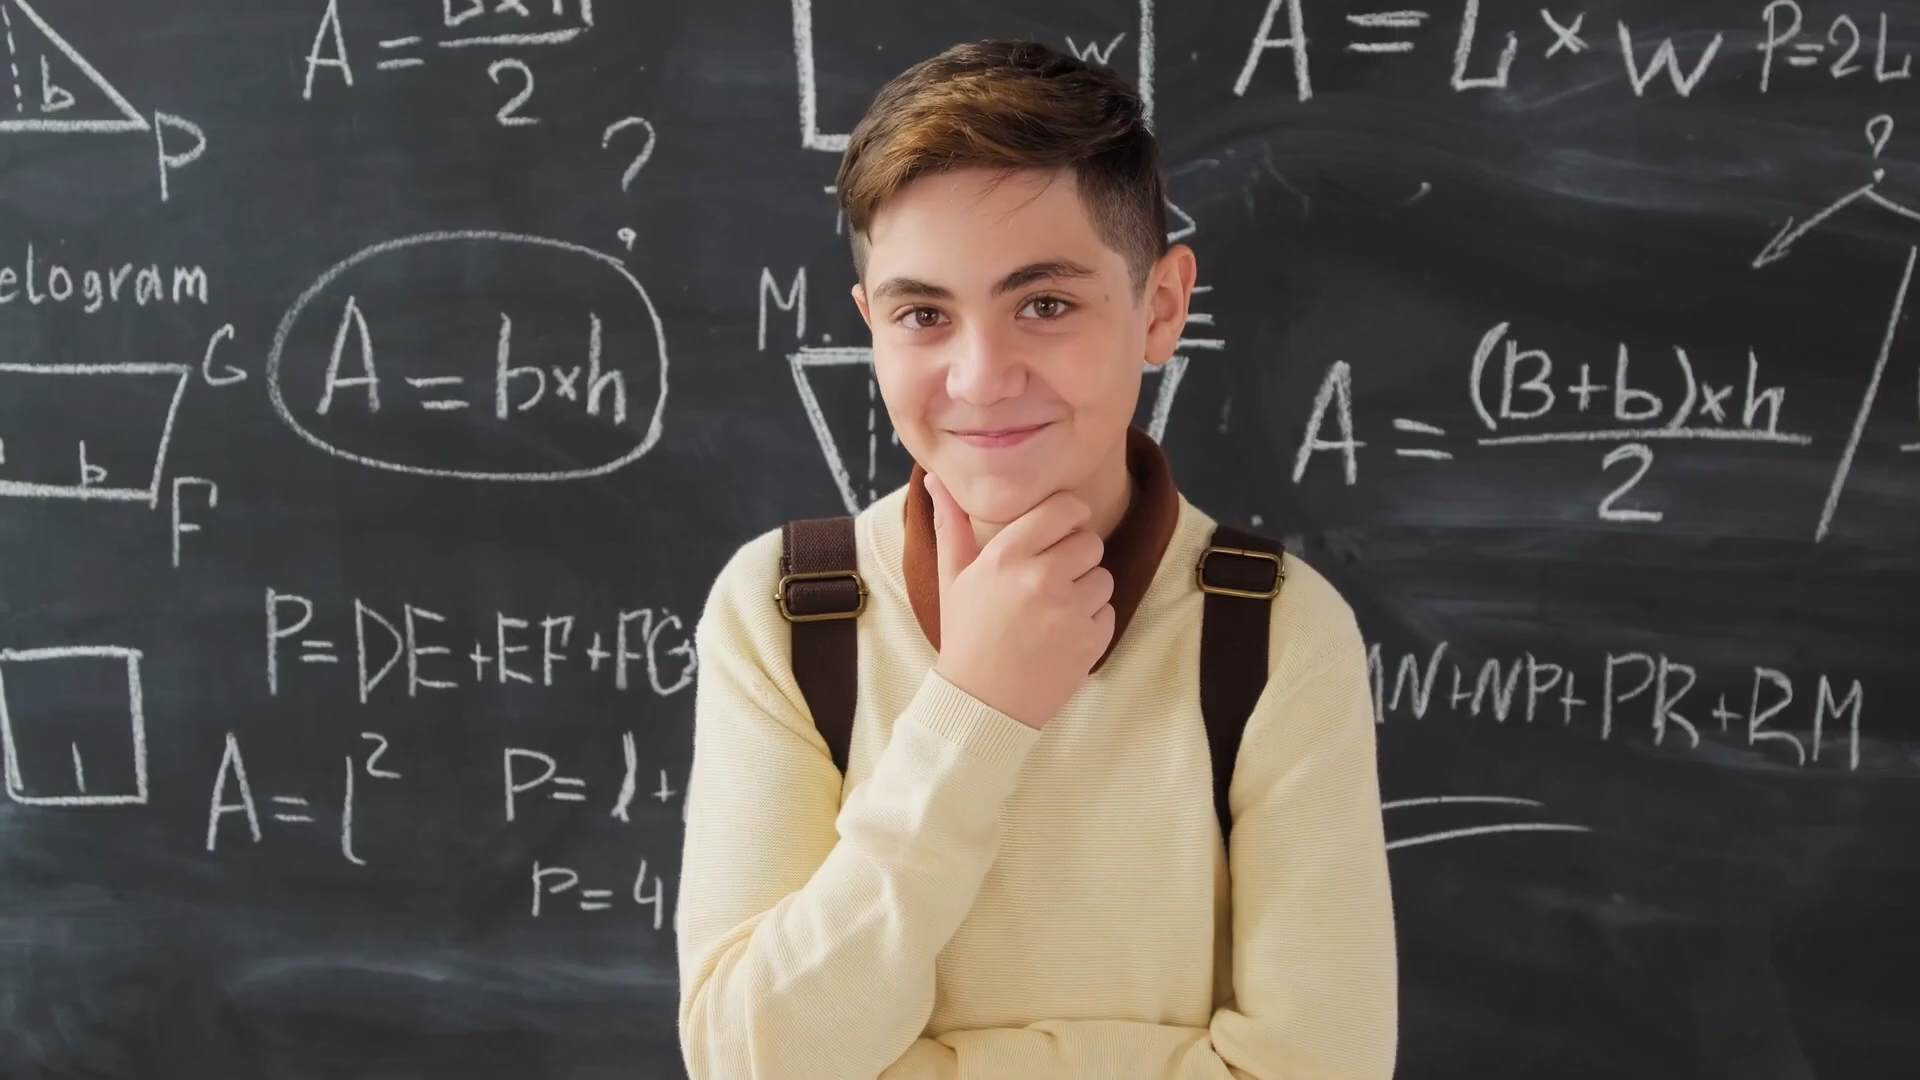 A = b×h / 2
w
A = L × W
P=2L
b
P
?
?
elogram
G
A = b×h
M
A = (B+b)×h / 2
b
F
P=DE+EF+FG
MN+NP+PR+RM
l
A = l²
P= l+
P=4